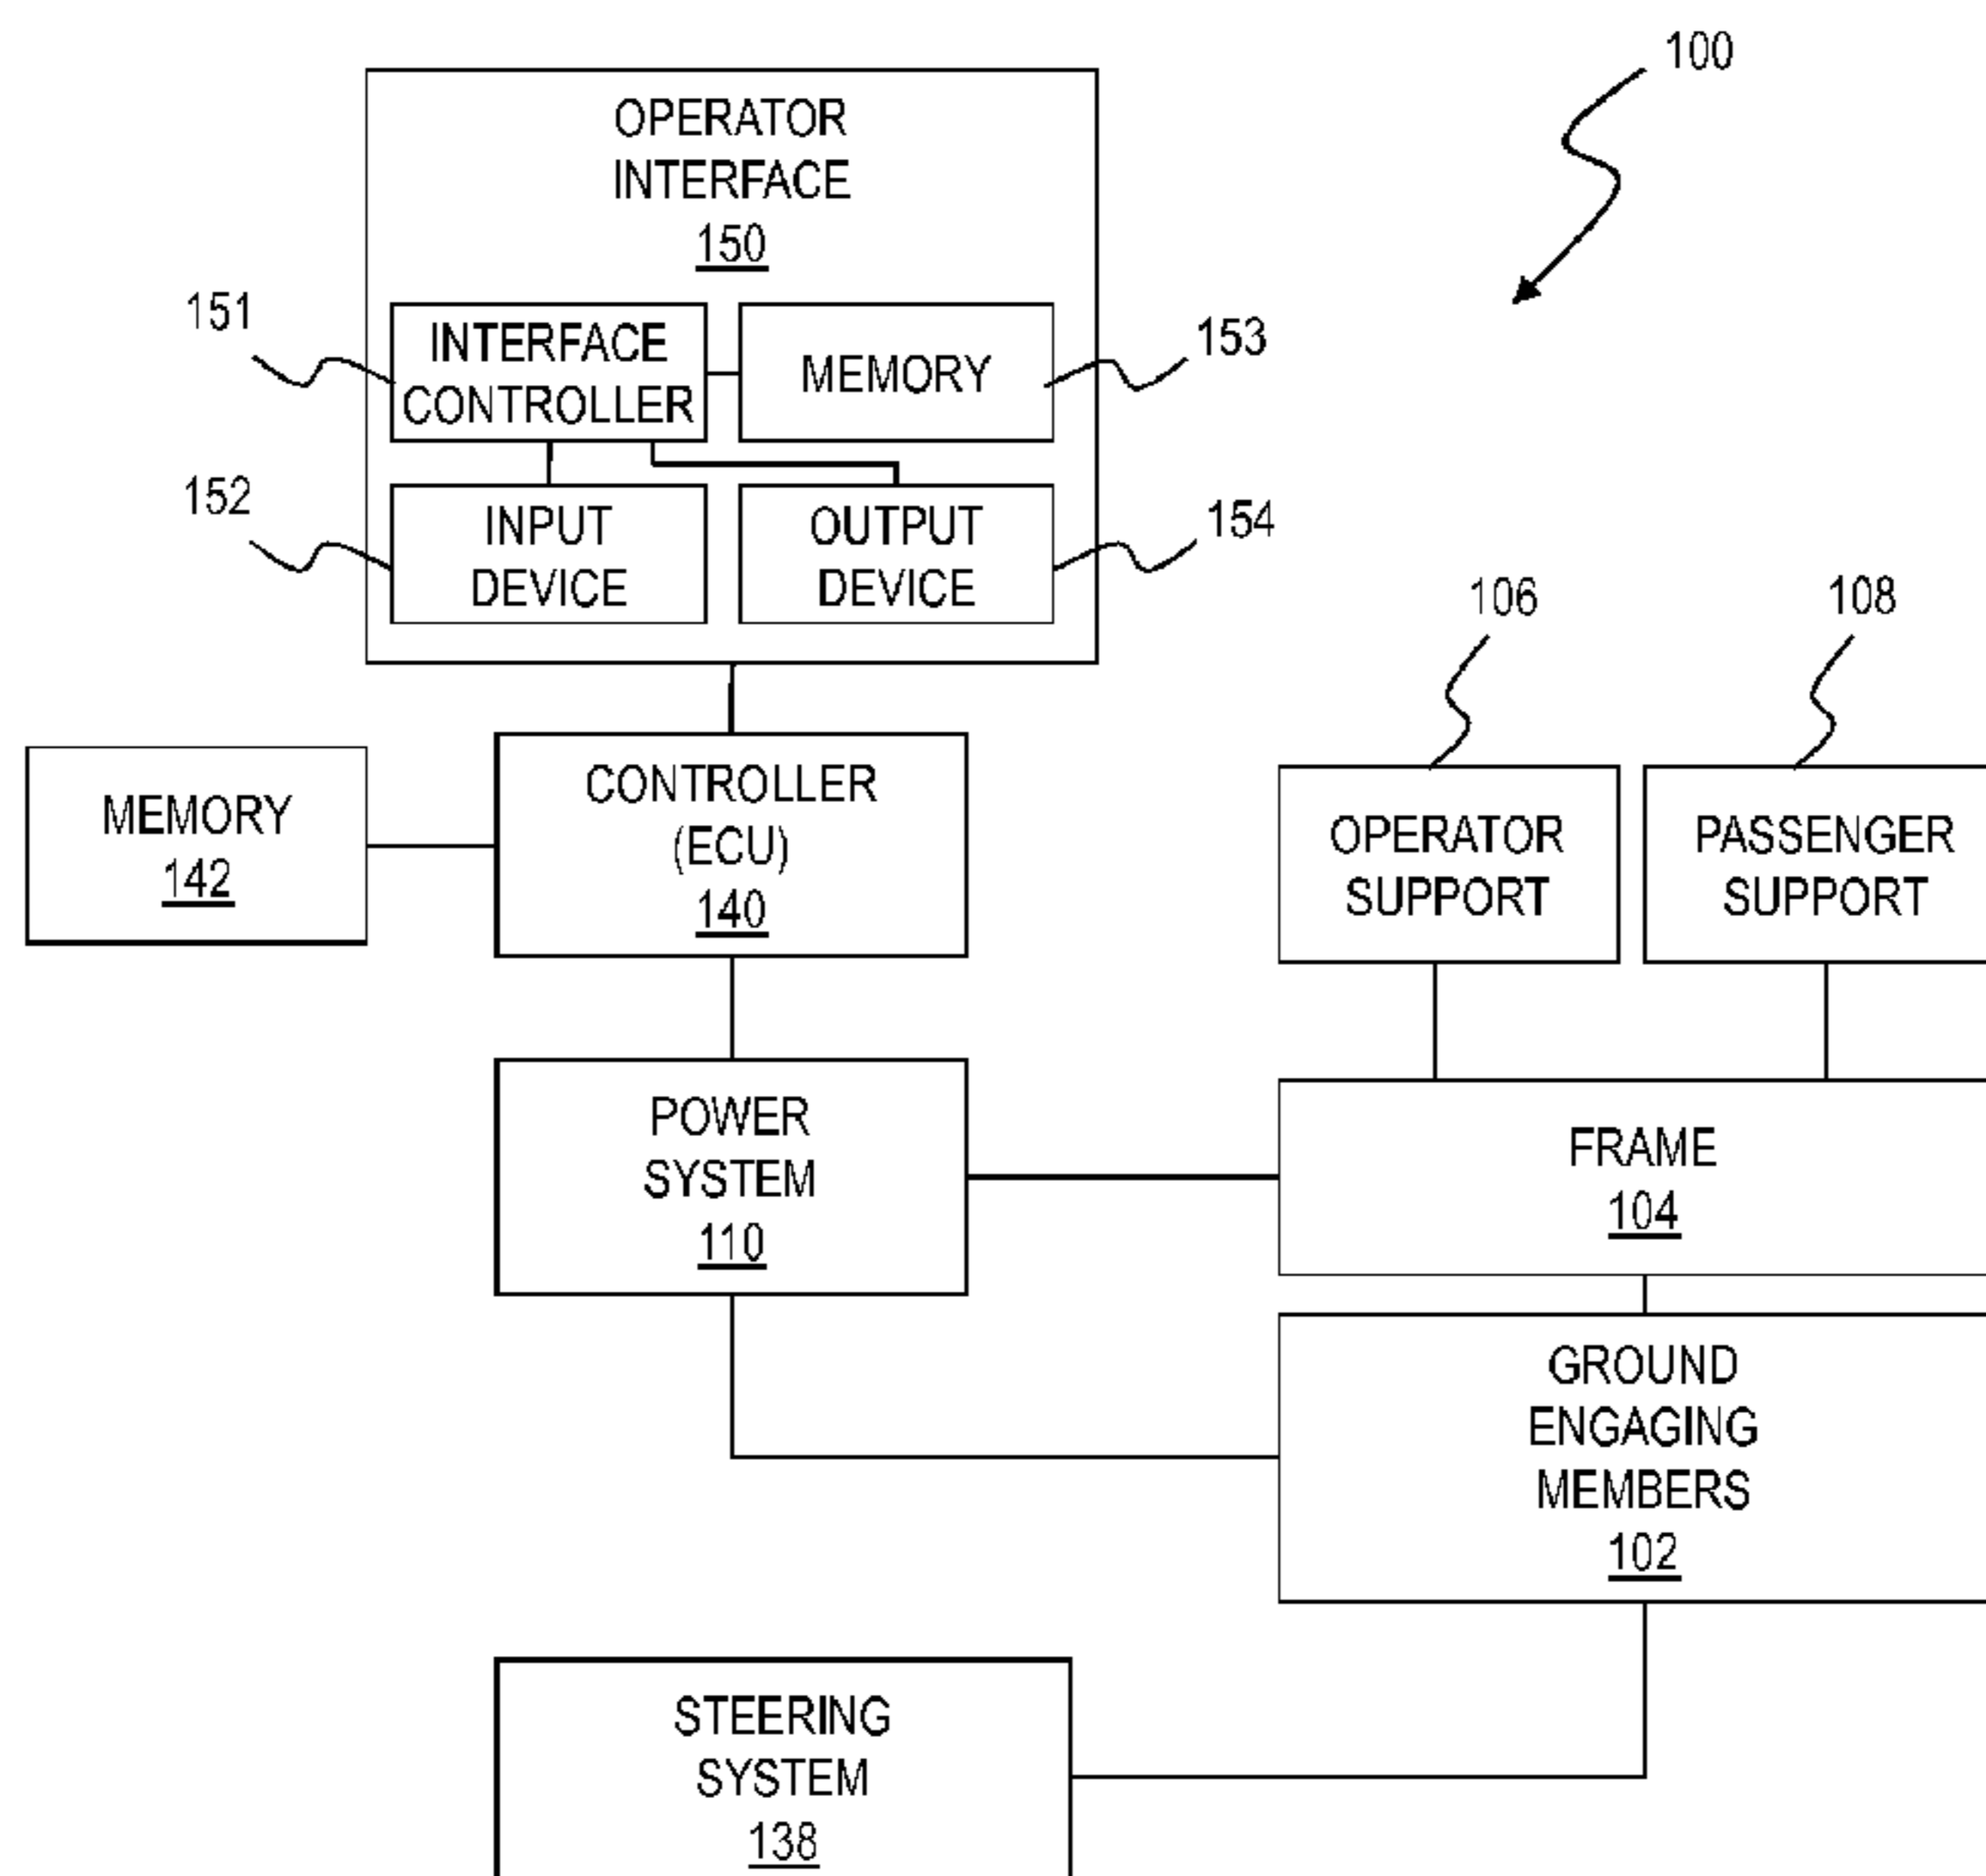 100
OPERATOR
INTERFACE
150
151
INTERFACE
CONTROLLER
MEMORY
153
152
INPUT
DEVICE
OUTPUT
DEVICE
154
106
108
MEMORY
142
CONTROLLER
(ECU)
140
OPERATOR
SUPPORT
PASSENGER
SUPPORT
POWER
SYSTEM
110
FRAME
104
GROUND
ENGAGING
MEMBERS
102
STEERING
SYSTEM
138